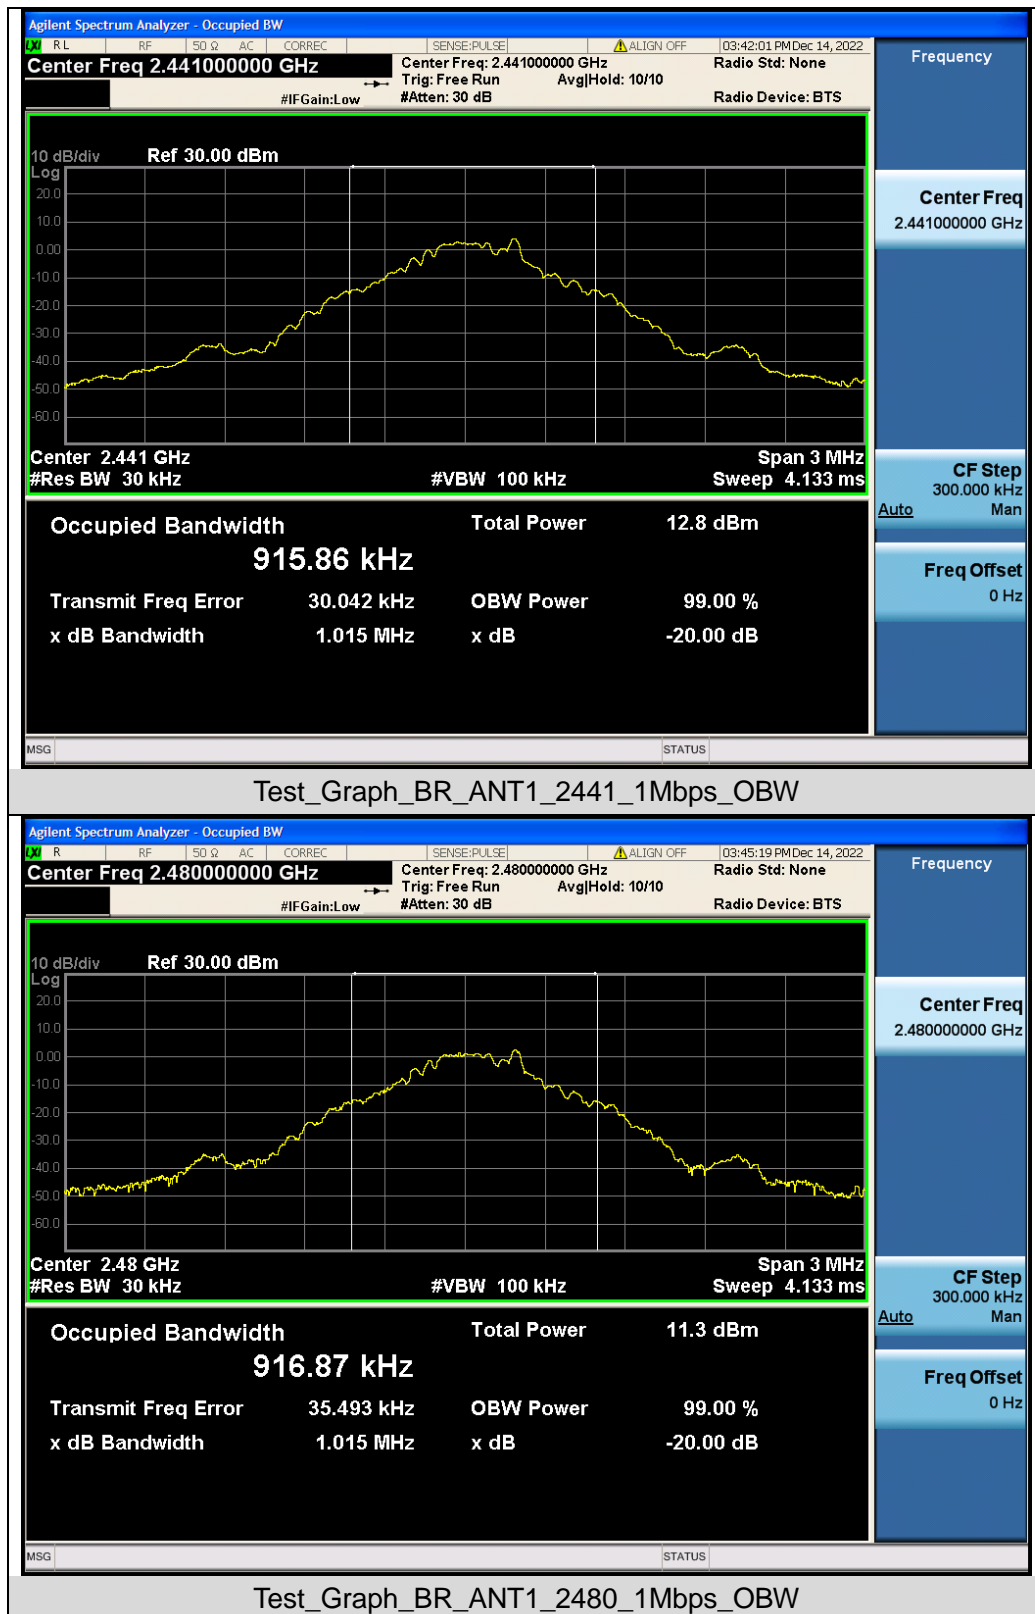 Agilent Spectrum Analyzer - Occupied BW
LXI RL RF 50 Ω AC CORREC SENSE:PULSE ALIGN OFF 03:42:01 PM Dec 14, 2022
Center Freq 2.441000000 GHz Center Freq: 2.441000000 GHz Radio Std: None Frequency
Trig: Free Run Avg|Hold: 10/10
#IFGain:Low #Atten: 30 dB Radio Device: BTS
10 dB/div Ref 30.00 dBm
Log
20.0
10.0
0.00
-10.0
-20.0
-30.0
-40.0
-50.0
-60.0
Center Freq
2.441000000 GHz
Center 2.441 GHz Span 3 MHz
#Res BW 30 kHz #VBW 100 kHz Sweep 4.133 ms
CF Step
300.000 kHz
Auto Man
Occupied Bandwidth Total Power 12.8 dBm
915.86 kHz
Transmit Freq Error 30.042 kHz OBW Power 99.00 %
x dB Bandwidth 1.015 MHz x dB -20.00 dB
Freq Offset
0 Hz
MSG STATUS
Test_Graph_BR_ANT1_2441_1Mbps_OBW
Agilent Spectrum Analyzer - Occupied BW
LXI R RF 50 Ω AC CORREC SENSE:PULSE ALIGN OFF 03:45:19 PM Dec 14, 2022
Center Freq 2.480000000 GHz Center Freq: 2.480000000 GHz Radio Std: None Frequency
Trig: Free Run Avg|Hold: 10/10
#IFGain:Low #Atten: 30 dB Radio Device: BTS
10 dB/div Ref 30.00 dBm
Log
20.0
10.0
0.00
-10.0
-20.0
-30.0
-40.0
-50.0
-60.0
Center Freq
2.480000000 GHz
Center 2.48 GHz Span 3 MHz
#Res BW 30 kHz #VBW 100 kHz Sweep 4.133 ms
CF Step
300.000 kHz
Auto Man
Occupied Bandwidth Total Power 11.3 dBm
916.87 kHz
Transmit Freq Error 35.493 kHz OBW Power 99.00 %
x dB Bandwidth 1.015 MHz x dB -20.00 dB
Freq Offset
0 Hz
MSG STATUS
Test_Graph_BR_ANT1_2480_1Mbps_OBW